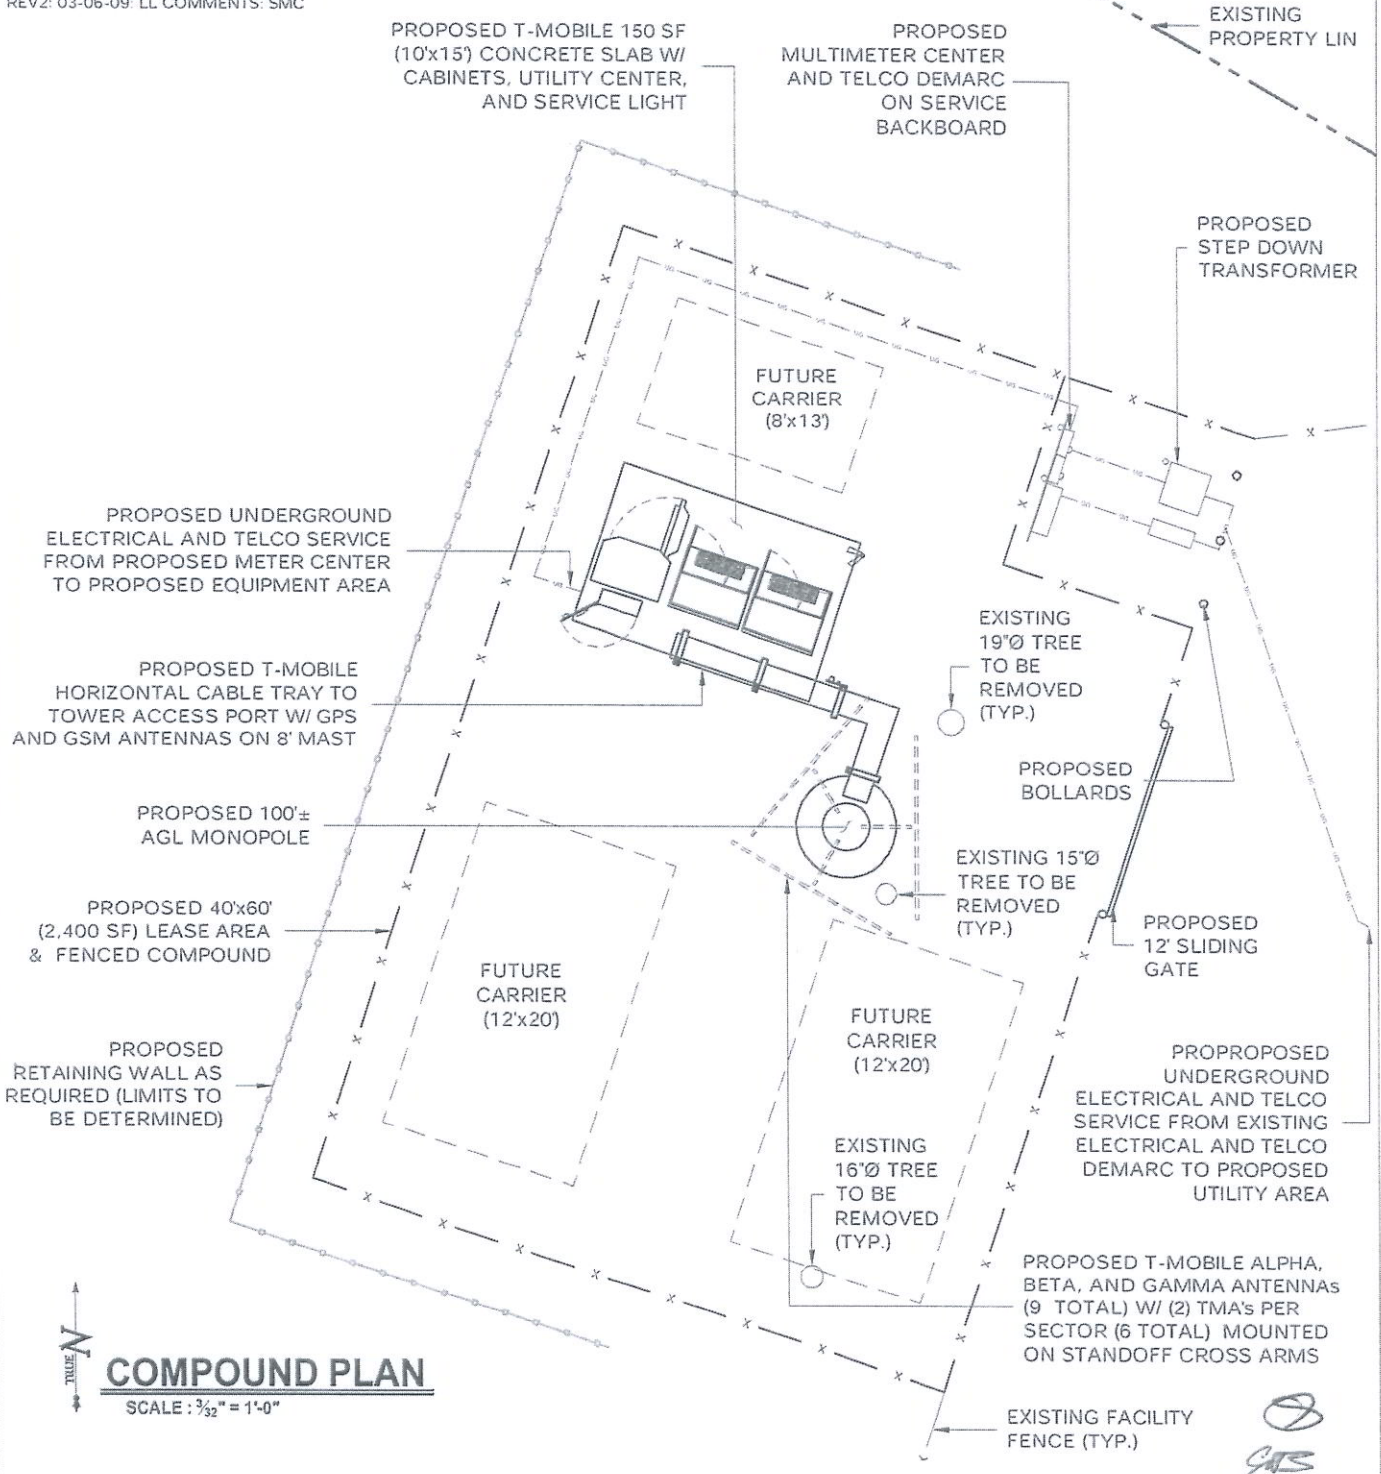 REV2: 03-06-09: LL COMMENTS: SMC
PROPOSED T-MOBILE 150 SF
(10'x15') CONCRETE SLAB W/
CABINETS, UTILITY CENTER,
AND SERVICE LIGHT
PROPOSED
MULTIMETER CENTER
AND TELCO DEMARC
ON SERVICE
BACKBOARD
EXISTING
PROPERTY LIN
PROPOSED
STEP DOWN
TRANSFORMER
FUTURE
CARRIER
(8'x13')
PROPOSED UNDERGROUND
ELECTRICAL AND TELCO SERVICE
FROM PROPOSED METER CENTER
TO PROPOSED EQUIPMENT AREA
EXISTING
19"Ø TREE
TO BE
REMOVED
(TYP.)
PROPOSED T-MOBILE
HORIZONTAL CABLE TRAY TO
TOWER ACCESS PORT W/ GPS
AND GSM ANTENNAS ON 8' MAST
PROPOSED
BOLLARDS
PROPOSED 100'±
AGL MONOPOLE
EXISTING 15"Ø
TREE TO BE
REMOVED
(TYP.)
PROPOSED 40'x60'
(2,400 SF) LEASE AREA
& FENCED COMPOUND
PROPOSED
12' SLIDING
GATE
FUTURE
CARRIER
(12'x20')
FUTURE
CARRIER
(12'x20')
PROPOSED
RETAINING WALL AS
REQUIRED (LIMITS TO
BE DETERMINED)
PROPROPOSED
UNDERGROUND
ELECTRICAL AND TELCO
SERVICE FROM EXISTING
ELECTRICAL AND TELCO
DEMARC TO PROPOSED
UTILITY AREA
EXISTING
16"Ø TREE
TO BE
REMOVED
(TYP.)
PROPOSED T-MOBILE ALPHA,
BETA, AND GAMMA ANTENNAs
(9 TOTAL) W/ (2) TMA's PER
SECTOR (6 TOTAL) MOUNTED
ON STANDOFF CROSS ARMS
TRUE N
COMPOUND PLAN
SCALE : 3/32" = 1'-0"
EXISTING FACILITY
FENCE (TYP.)